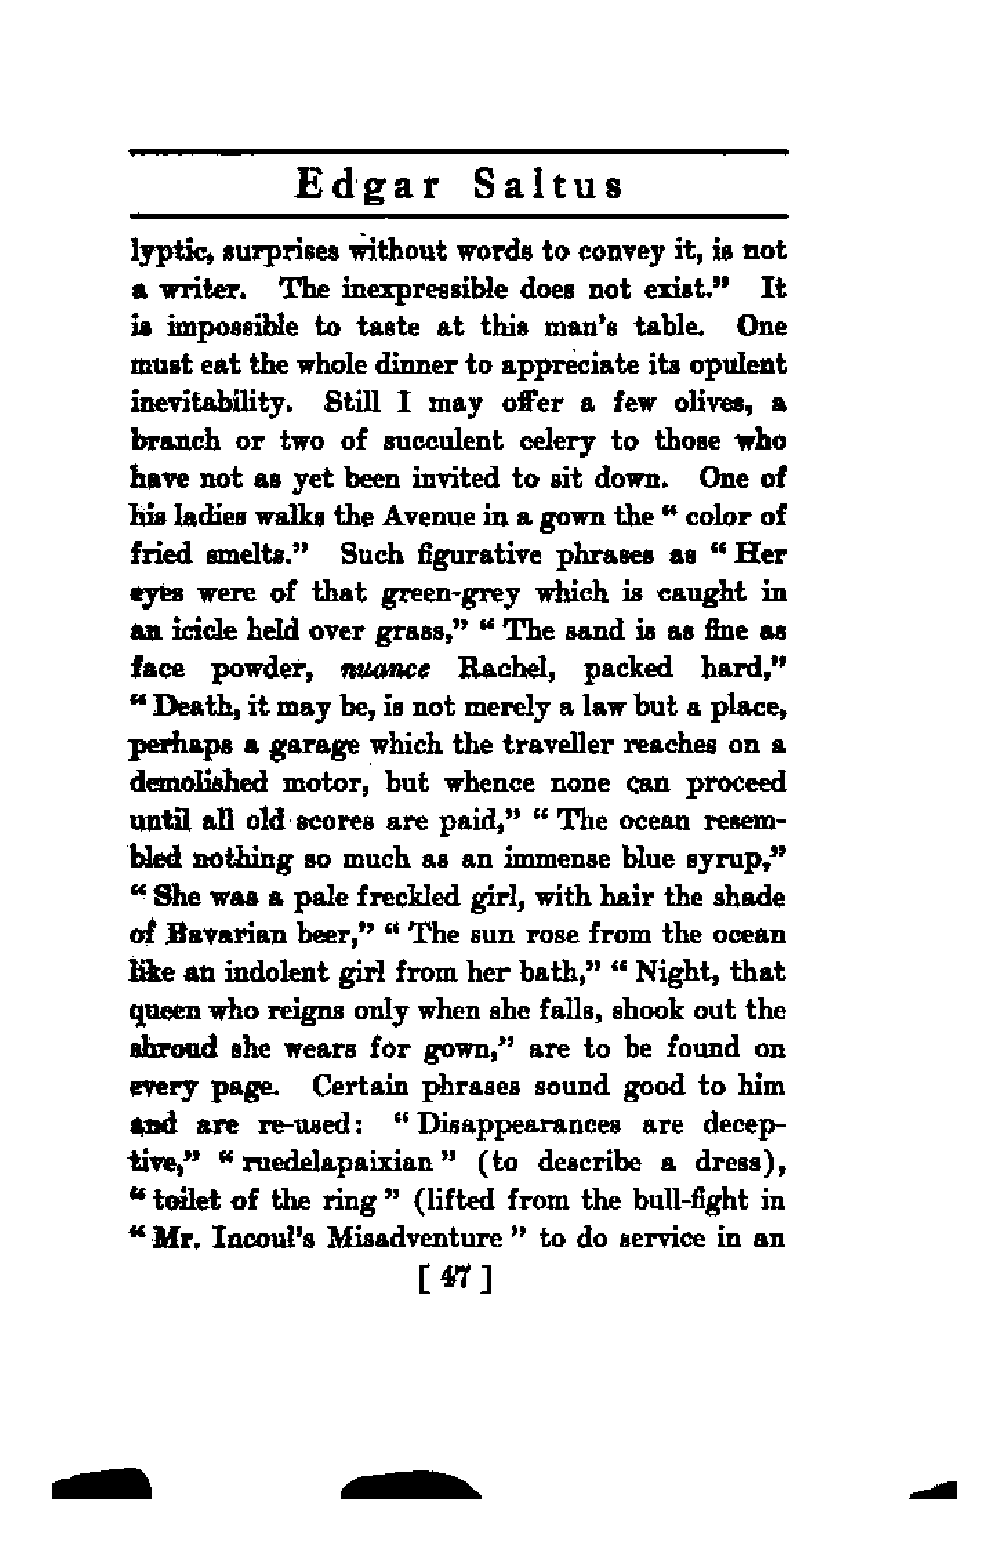 Edgar Saltus
lyptic, surprises without words to convey it, is not
a writer. The inexpressible does not exist." It
is impossible to taste at this man's table. One
must eat the whole dinner to appreciate its opulent
inevitability. Still I may offer a few olives, a
branch or two of succulent celery to those who
have not as yet been invited to sit down. One of
his ladies walks the Avenue in a gown the "color of
fried smelts." Such figurative phrases as "Her
eyes were of that green-grey which is caught in
an icicle held over grass," "The sand is as fine as
face powder, nuance Rachel, packed hard,"
"Death, it may be, is not merely a law but a place,
perhaps a garage which the traveller reaches on a
demolished motor, but whence none can proceed
until all old scores are paid," "The ocean resem-
bled nothing so much as an immense blue syrup,"
"She was a pale freckled girl, with hair the shade
of Bavarian beer," "The sun rose from the ocean
like an indolent girl from her bath," "Night, that
queen who reigns only when she falls, shook out the
shroud she wears for gown," are to be found on
every page. Certain phrases sound good to him
and are re-used: "Disappearances are decep-
tive," "ruedelapaixian" (to describe a dress),
"toilet of the ring" (lifted from the bull-fight in
"Mr. Incoul's Misadventure" to do service in an
[47]